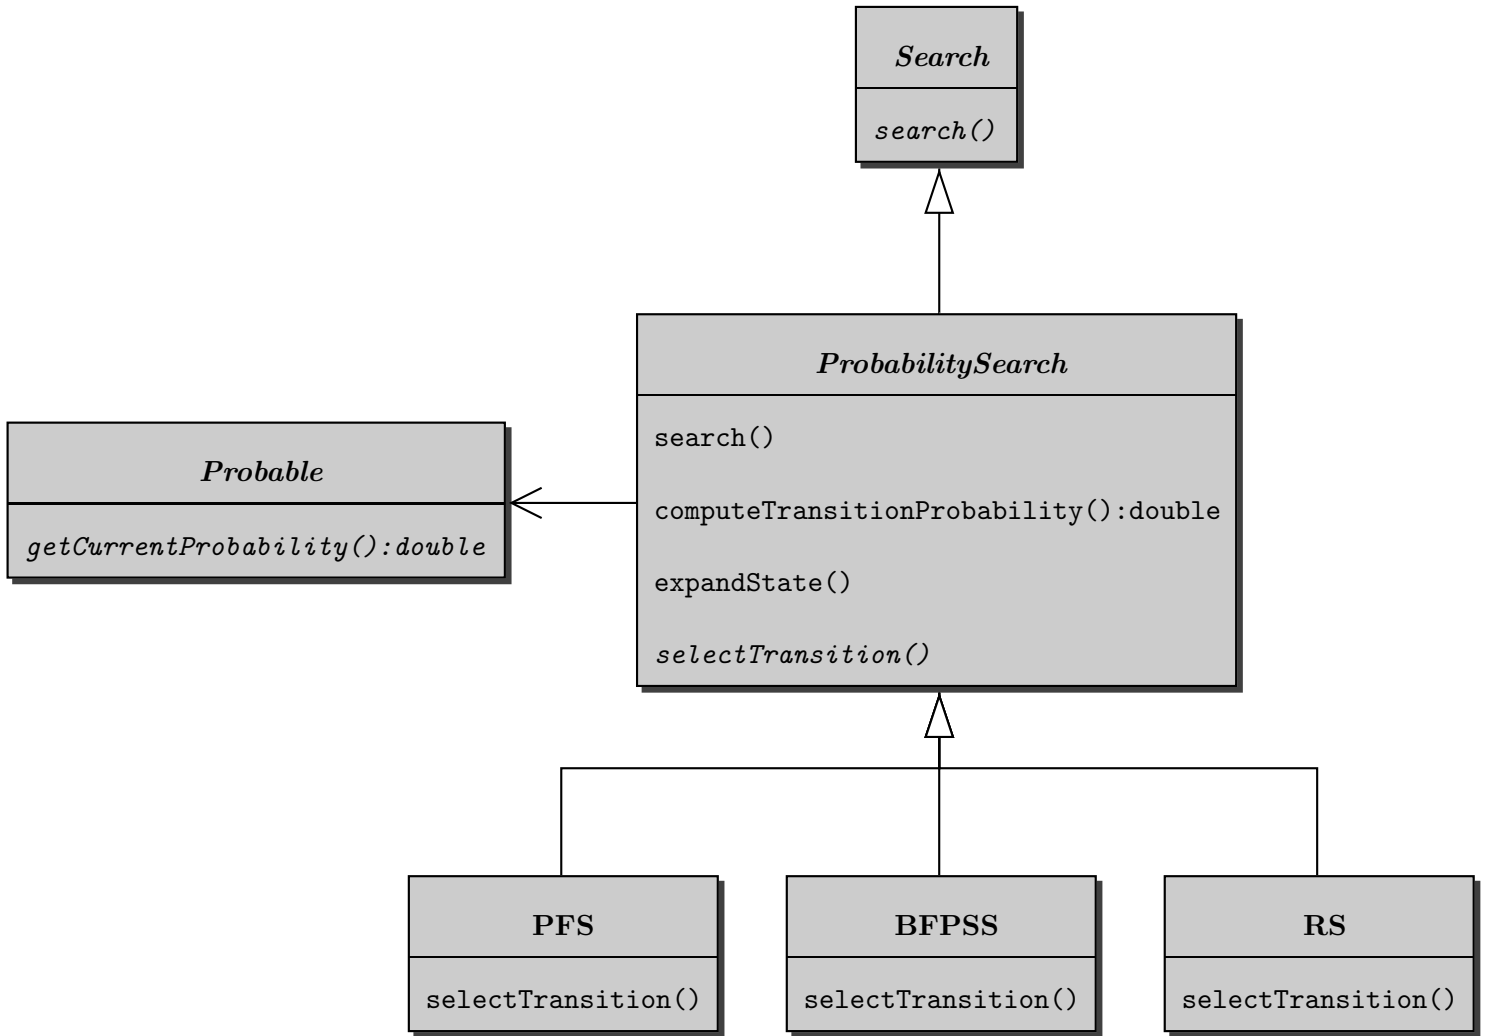 Search
search()
ProbabilitySearch
search()
computeTransitionProbability():double
expandState()
selectTransition()
Probable
getCurrentProbability():double
PFS
selectTransition()
BFPSS
selectTransition()
RS
selectTransition()